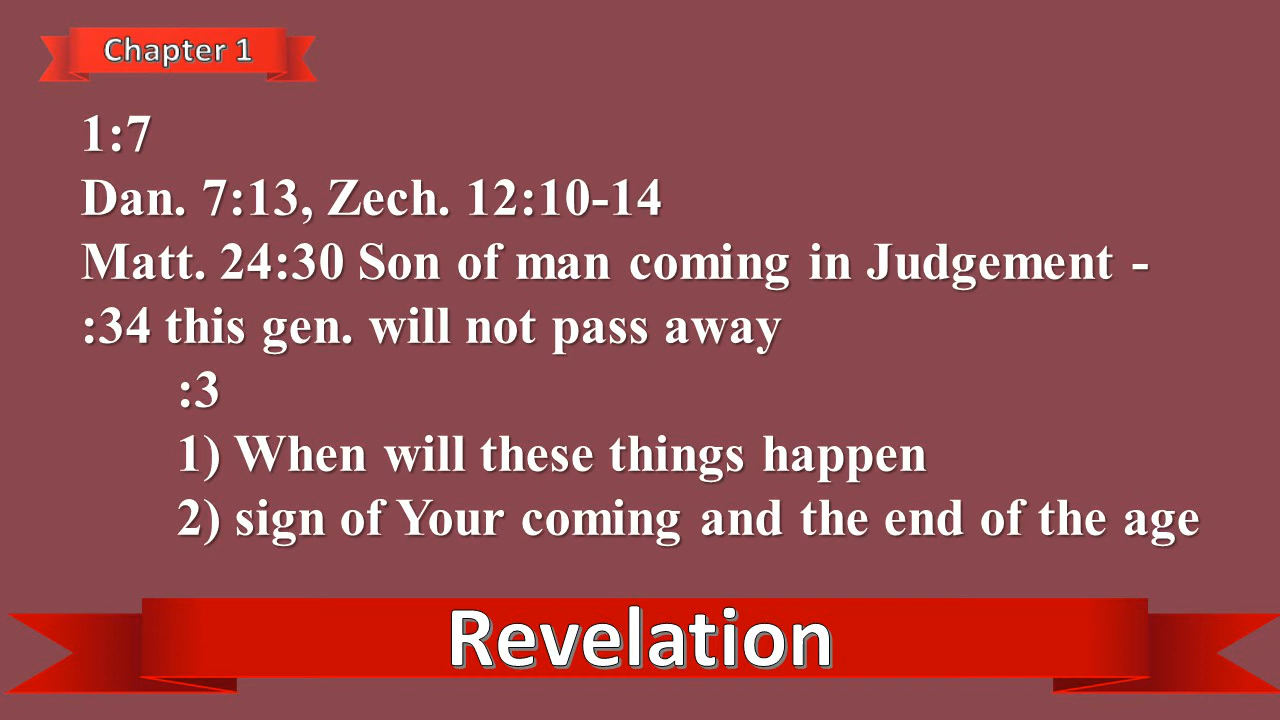 Chapter 1
1:7
Dan. 7:13, Zech. 12:10-14
Matt. 24:30 Son of man coming in Judgement -
:34 this gen. will not pass away
:3
1) When will these things happen
2) sign of Your coming and the end of the age
Revelation